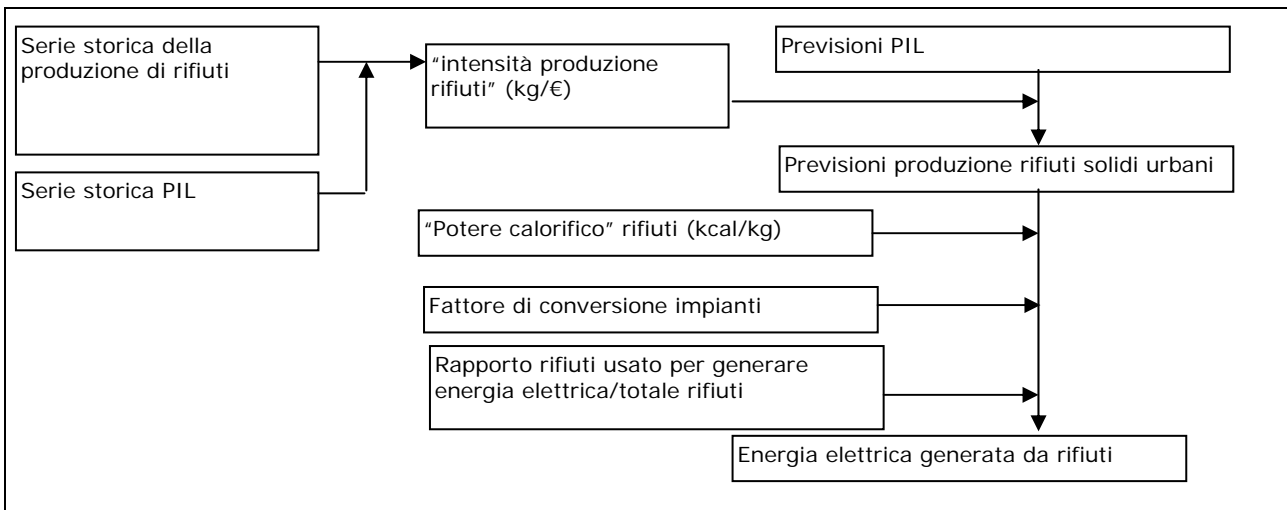 Serie storica della
produzione di rifiuti
"intensità produzione
rifiuti" (kg/€)
Previsioni PIL
Serie storica PIL
Previsioni produzione rifiuti solidi urbani
"Potere calorifico" rifiuti (kcal/kg)
Fattore di conversione impianti
Rapporto rifiuti usato per generare
energia elettrica/totale rifiuti
Energia elettrica generata da rifiuti